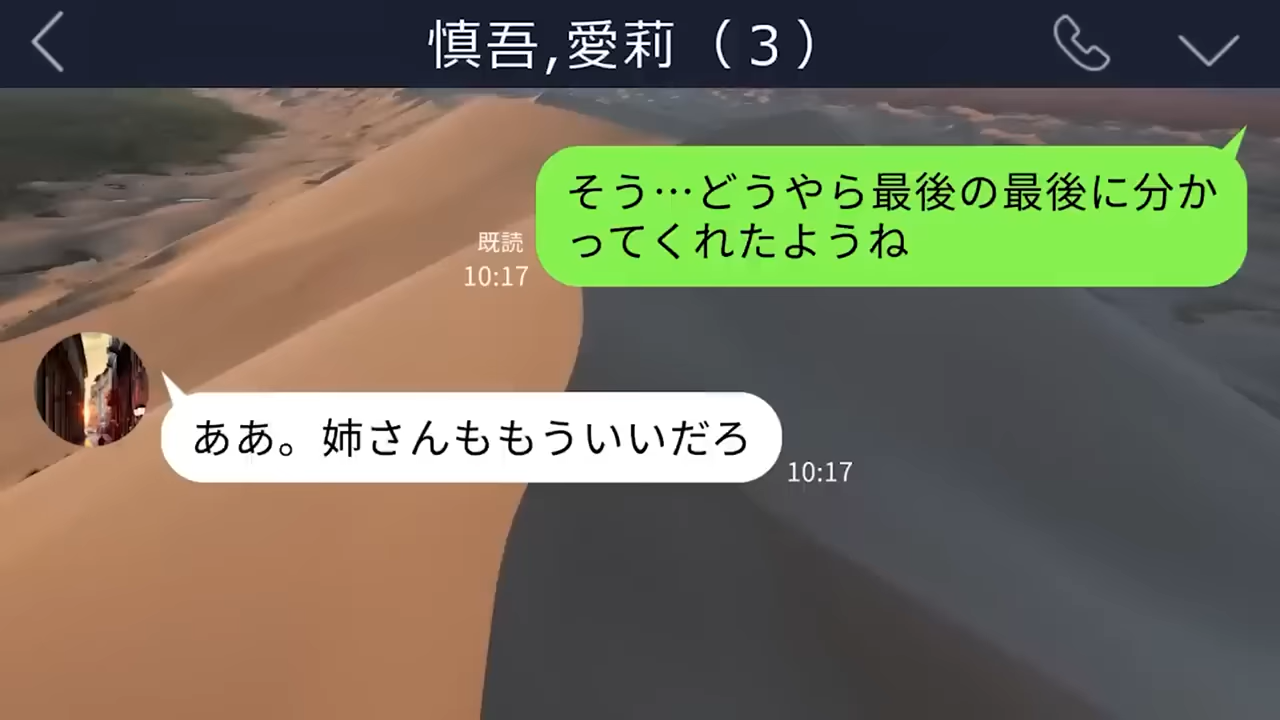 慎吾,愛莉（3）
そう…どうやら最後の最後に分か
ってくれたようね
既読
10:17
ああ。姉さんももういいだろ
10:17